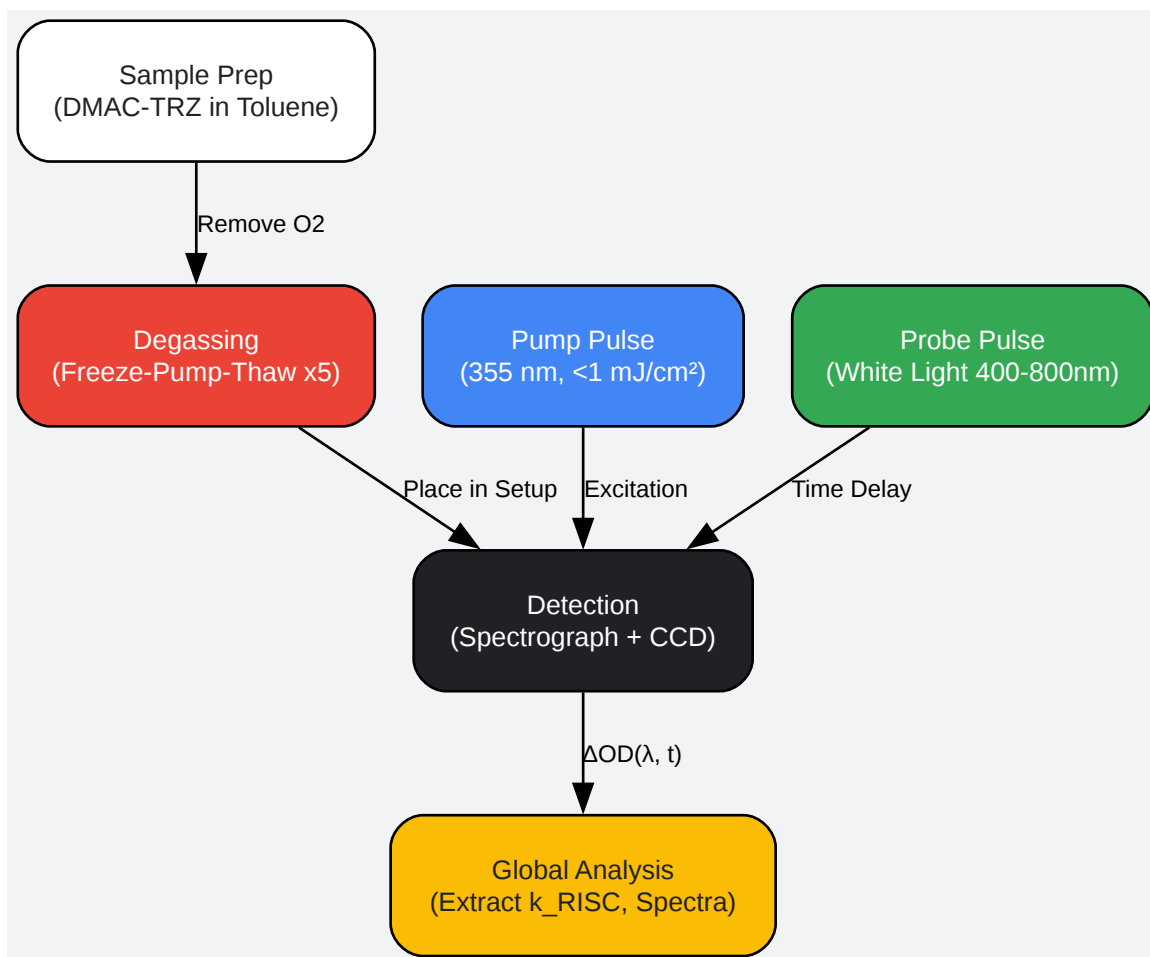 Sample Prep
(DMAC-TRZ in Toluene)
Remove O2
Degassing
(Freeze-Pump-Thaw x5)
Pump Pulse
(355 nm, <1 mJ/cm²)
Probe Pulse
(White Light 400-800nm)
Place in Setup
Excitation
Time Delay
Detection
(Spectrograph + CCD)
ΔOD(λ, t)
Global Analysis
(Extract k_RISC, Spectra)